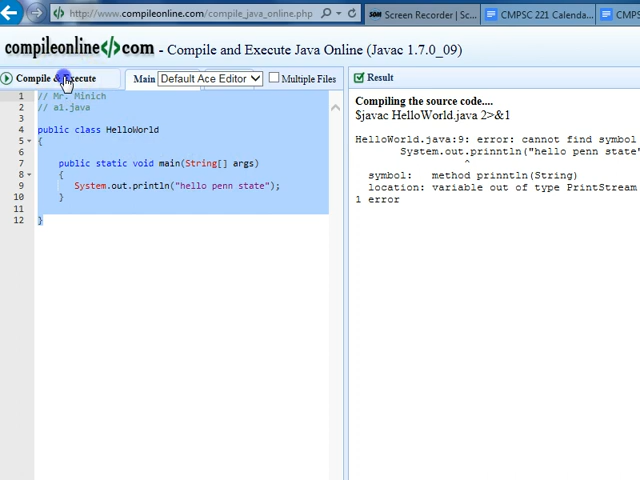 http://www.compileonline.com/compile_java_online.php
Screen Recorder | Sc...
CMPSC 221 Calenda...
CMPSC
compileonline</>com - Compile and Execute Java Online (Javac 1.7.0_09)
Compile & Execute
Main
Default Ace Editor
Multiple Files
Result
1 // Mr. Minich
2 // a1.java
3
4 public class HelloWorld
5 {
6
7 public static void main(String[] args)
8 {
9 System.out.println("hello penn state");
10 }
11
12 }
Compiling the source code....
$javac HelloWorld.java 2>&1
HelloWorld.java:9: error: cannot find symbol
System.out.prinntln("hello penn state"
^
symbol: method prinntln(String)
location: variable out of type PrintStream
1 error